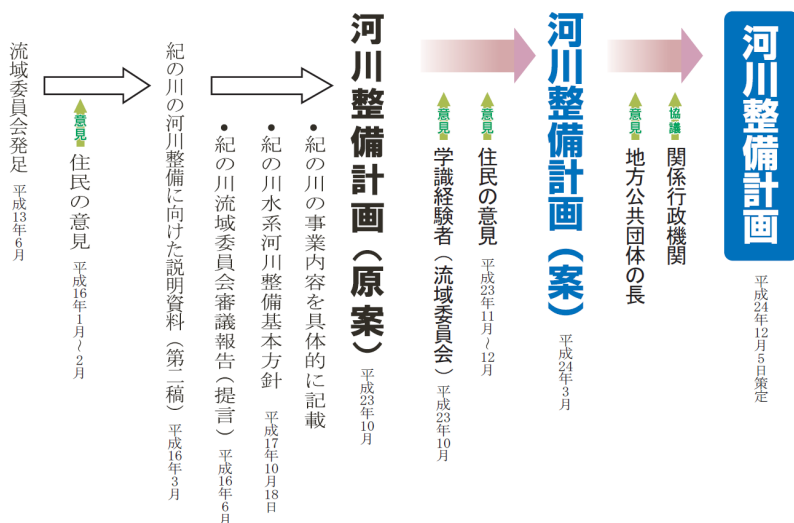 流域委員会発足 平成13年6月
意見
住民の意見 平成16年1月~2月
紀の川の河川整備に向けた説明資料(第二稿) 平成16年3月
・紀の川流域委員会審議報告(提言) 平成16年6月
・紀の川水系河川整備基本方針 平成17年10月18日
・紀の川の事業内容を具体的に記載
河川整備計画(原案) 平成23年10月
意見
学識経験者(流域委員会) 平成23年10月
意見
住民の意見 平成23年11月~12月
河川整備計画(案) 平成24年3月
意見
地方公共団体の長
協議
関係行政機関
河川整備計画
平成24年12月5日策定